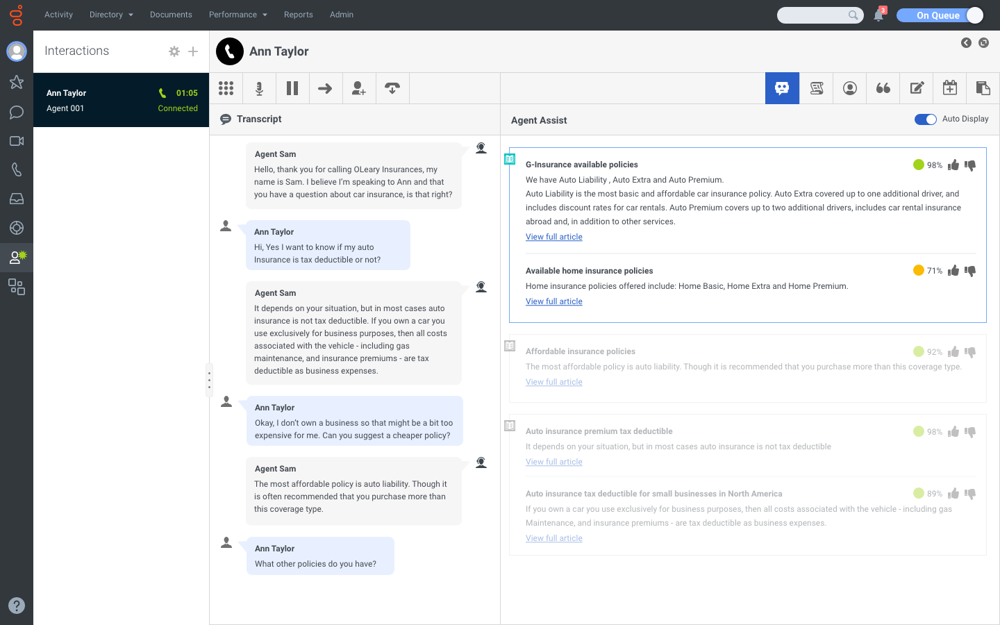 Activity
Directory
Documents
Performance
Reports
Admin
3
On Queue
Interactions
Ann Taylor
01:05
Agent 001
Connected
Ann Taylor
Transcript
Agent Sam
Hello, thank you for calling OLeary Insurances, my
name is Sam. I believe I'm speaking to Ann and that
you have a question about car insurance, is that right?
Ann Taylor
Hi, Yes I want to know if my auto
Insurance is tax deductible or not?
Agent Sam
It depends on your situation, but in most cases auto
insurance is not tax deductible. If you own a car you
use exclusively for business purposes, then all costs
associated with the vehicle - including gas
maintenance, and insurance premiums - are tax
deductible as business expenses.
Ann Taylor
Okay, I don't own a business so that might be a bit too
expensive for me. Can you suggest a cheaper policy?
Agent Sam
The most affordable policy is auto liability. Though it
is often recommended that you purchase more than
this coverage type.
Ann Taylor
What other policies do you have?
Agent Assist
Auto Display
G-Insurance available policies
98%
We have Auto Liability , Auto Extra and Auto Premium.
Auto Liability is the most basic and affordable car insurance policy. Auto Extra covered up to one additional driver, and
includes discount rates for car rentals. Auto Premium covers up to two additional drivers, includes car rental insurance
abroad and, in addition to other services.
View full article
Available home insurance policies
71%
Home insurance policies offered include: Home Basic, Home Extra and Home Premium.
View full article
Affordable insurance policies
92%
The most affordable policy is auto liability. Though it is recommended that you purchase more than this coverage type.
View full article
Auto insurance premium tax deductible
98%
It depends on your situation, but in most cases auto insurance is not tax deductible
View full article
Auto insurance tax deductible for small businesses in North America
89%
If you own a car you use exclusively for business purposes, then all costs associated with the vehicle - including gas
Maintenance, and insurance premiums - are tax deductible as business expenses.
View full article